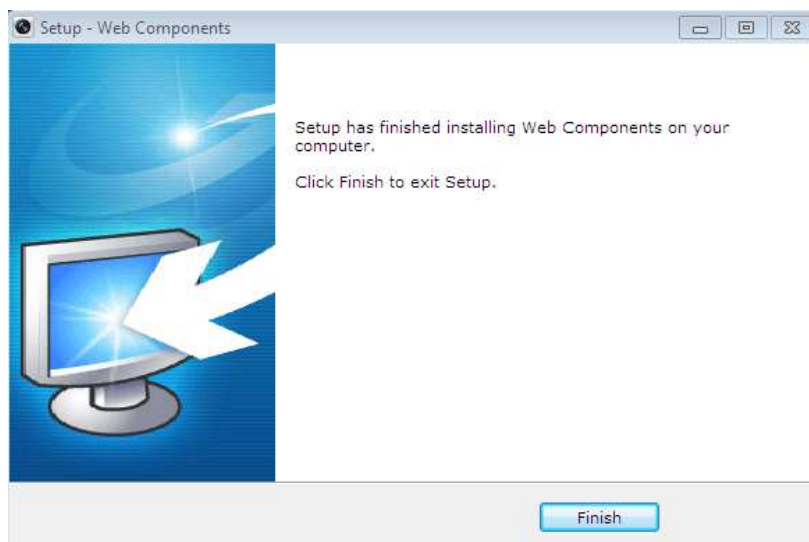 Setup - Web Components
Setup has finished installing Web Components on your
computer.
Click Finish to exit Setup.
Finish